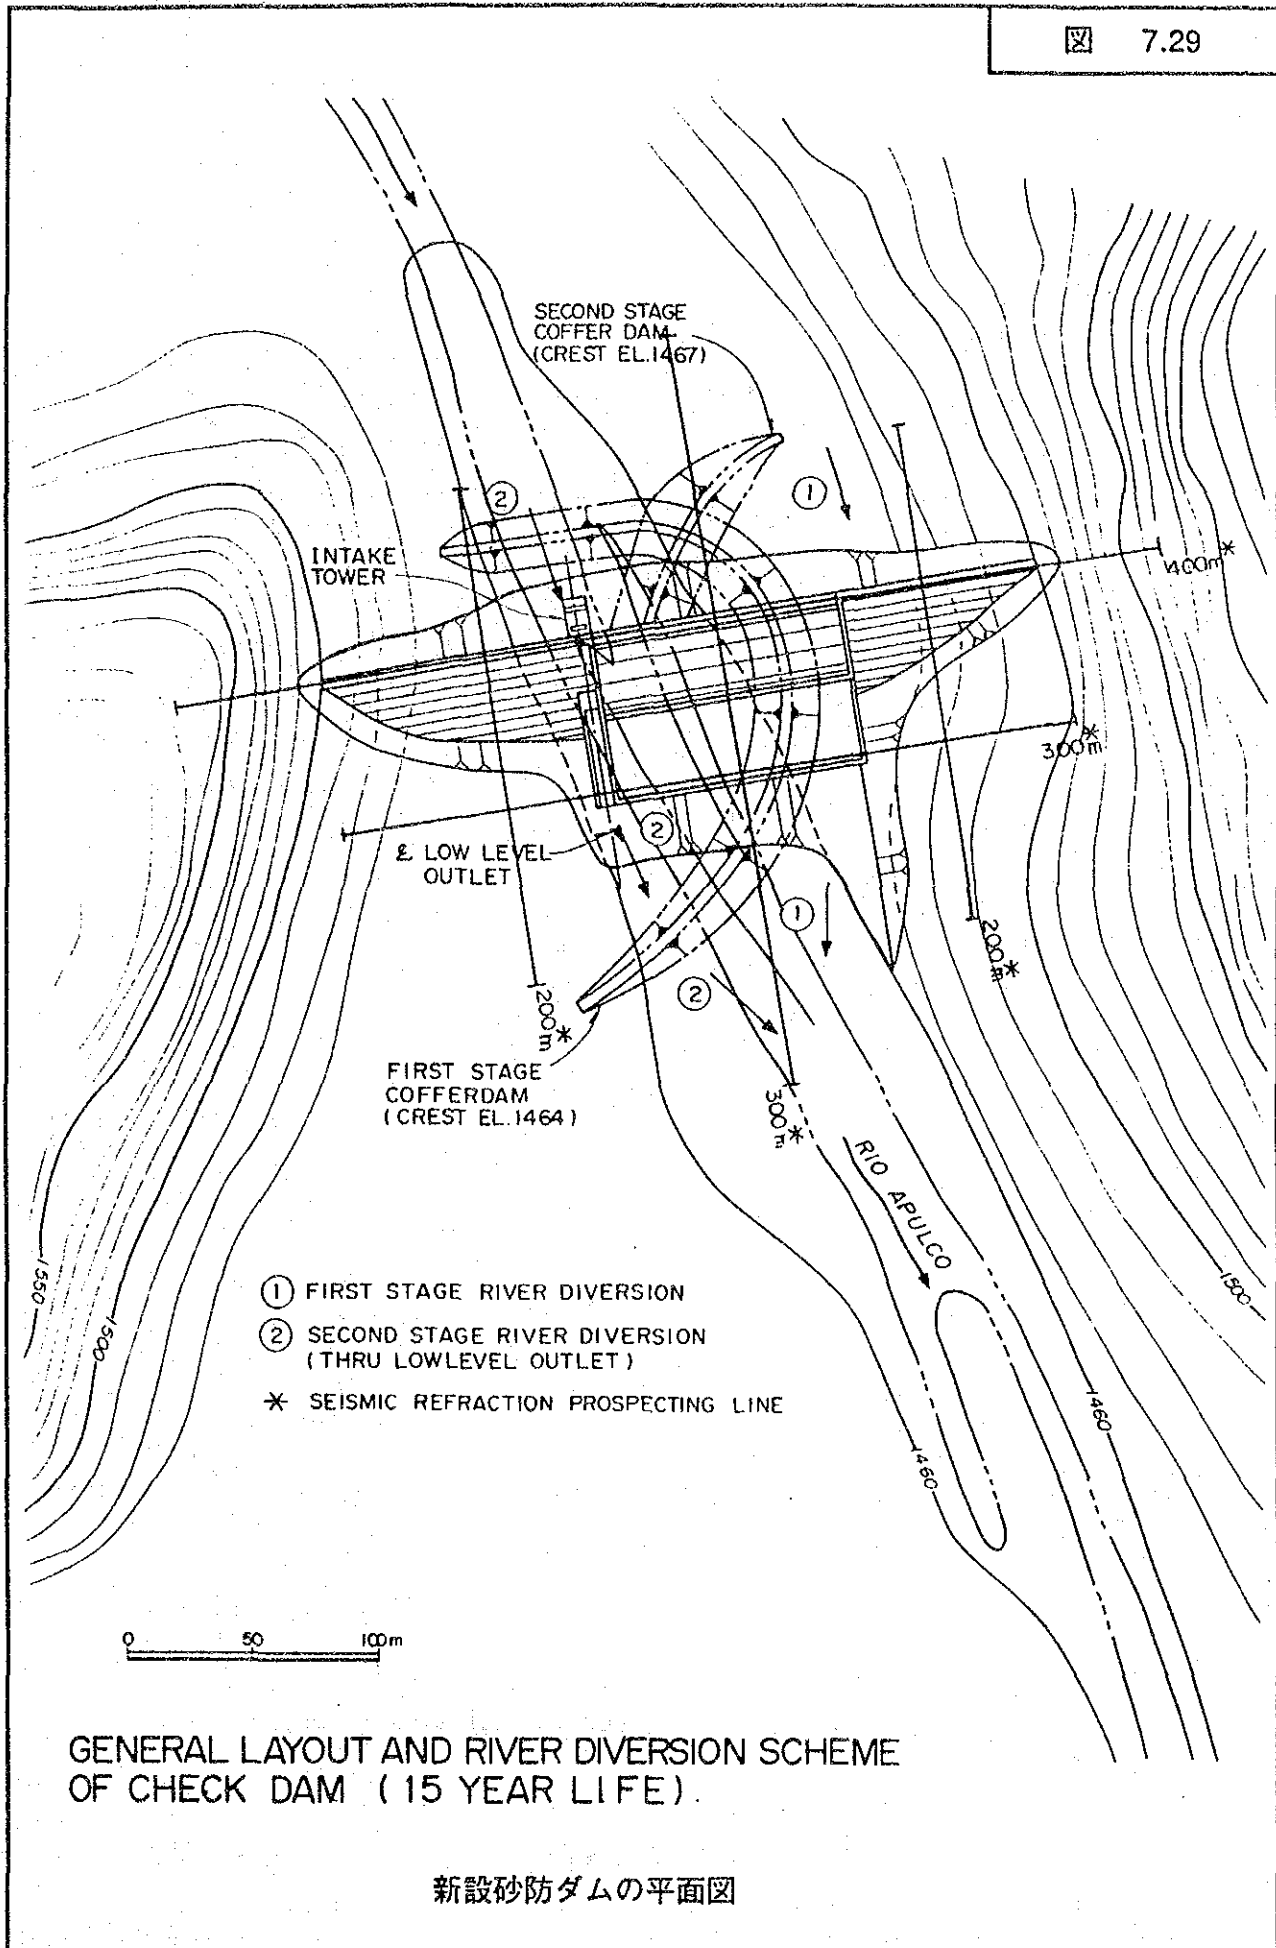 図 7.29
SECOND STAGE
COFFER DAM
(CREST EL.1467)
2
1
INTAKE
TOWER
400m*
300m*
2
℄ LOW LEVEL
OUTLET
1
200m*
2
200m*
FIRST STAGE
COFFERDAM
(CREST EL.1464)
300m*
RIO APULCO
1550
1500
1500
1460
1460
① FIRST STAGE RIVER DIVERSION
② SECOND STAGE RIVER DIVERSION
(THRU LOWLEVEL OUTLET)
* SEISMIC REFRACTION PROSPECTING LINE
0 50 100m
GENERAL LAYOUT AND RIVER DIVERSION SCHEME
OF CHECK DAM (15 YEAR LIFE).
新設砂防ダムの平面図